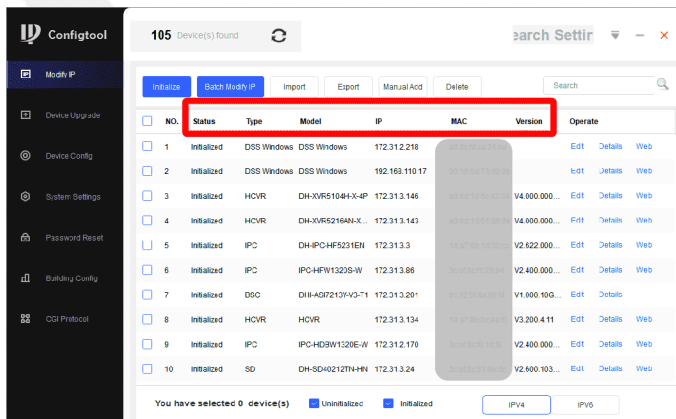 Configtool
105 Device(s) found
earch Settir
Modify IP
Device Upgrade
Device Config
System Settings
Password Reset
Building Config
CGI Protocol
Initialize Batch Modify IP Import Export Manual Add Delete Search
NO. Status Type Model IP MAC Version Operate
1 Initialized DSS Windows DSS Windows 172.31.2.218 Edit Details Web
2 Initialized DSS Windows DSS Windows 192.168.110.17 Edit Details Web
3 Initialized HCVR DH-XVR5104H-X-4P 172.31.3.146 V4.000.000... Edit Details Web
4 Initialized HCVR DH-XVR5216AN-X... 172.31.3.143 V4.000.000... Edit Details Web
5 Initialized IPC DH-IPC-HF5231EN 172.31.3.3 V2.622.000... Edit Details Web
6 Initialized IPC IPC-HFW1320S-W 172.31.3.86 V2.400.000... Edit Details Web
7 Initialized DSC 172.31.3.201 V1.000.10G... Edit Details
8 Initialized HCVR HCVR 172.31.3.134 V3.200.4.11 Edit Details Web
9 Initialized IPC IPC-HDBW1320E-W 172.31.2.170 V2.400.000... Edit Details Web
10 Initialized SD DH-SD40212TN-HN 172.31.3.24 V2.600.103... Edit Details Web
You have selected 0 device(s) Uninitialized Initialized IPV4 IPV6